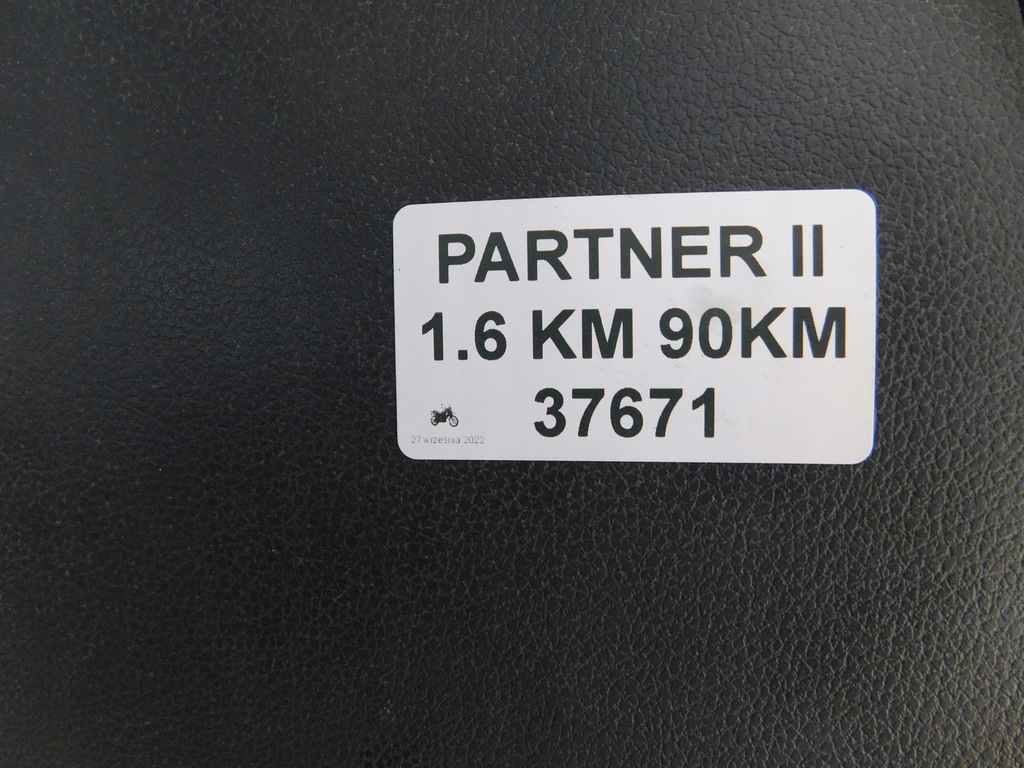 PARTNER II
1.6 KM 90KM
37671
27 września 2022